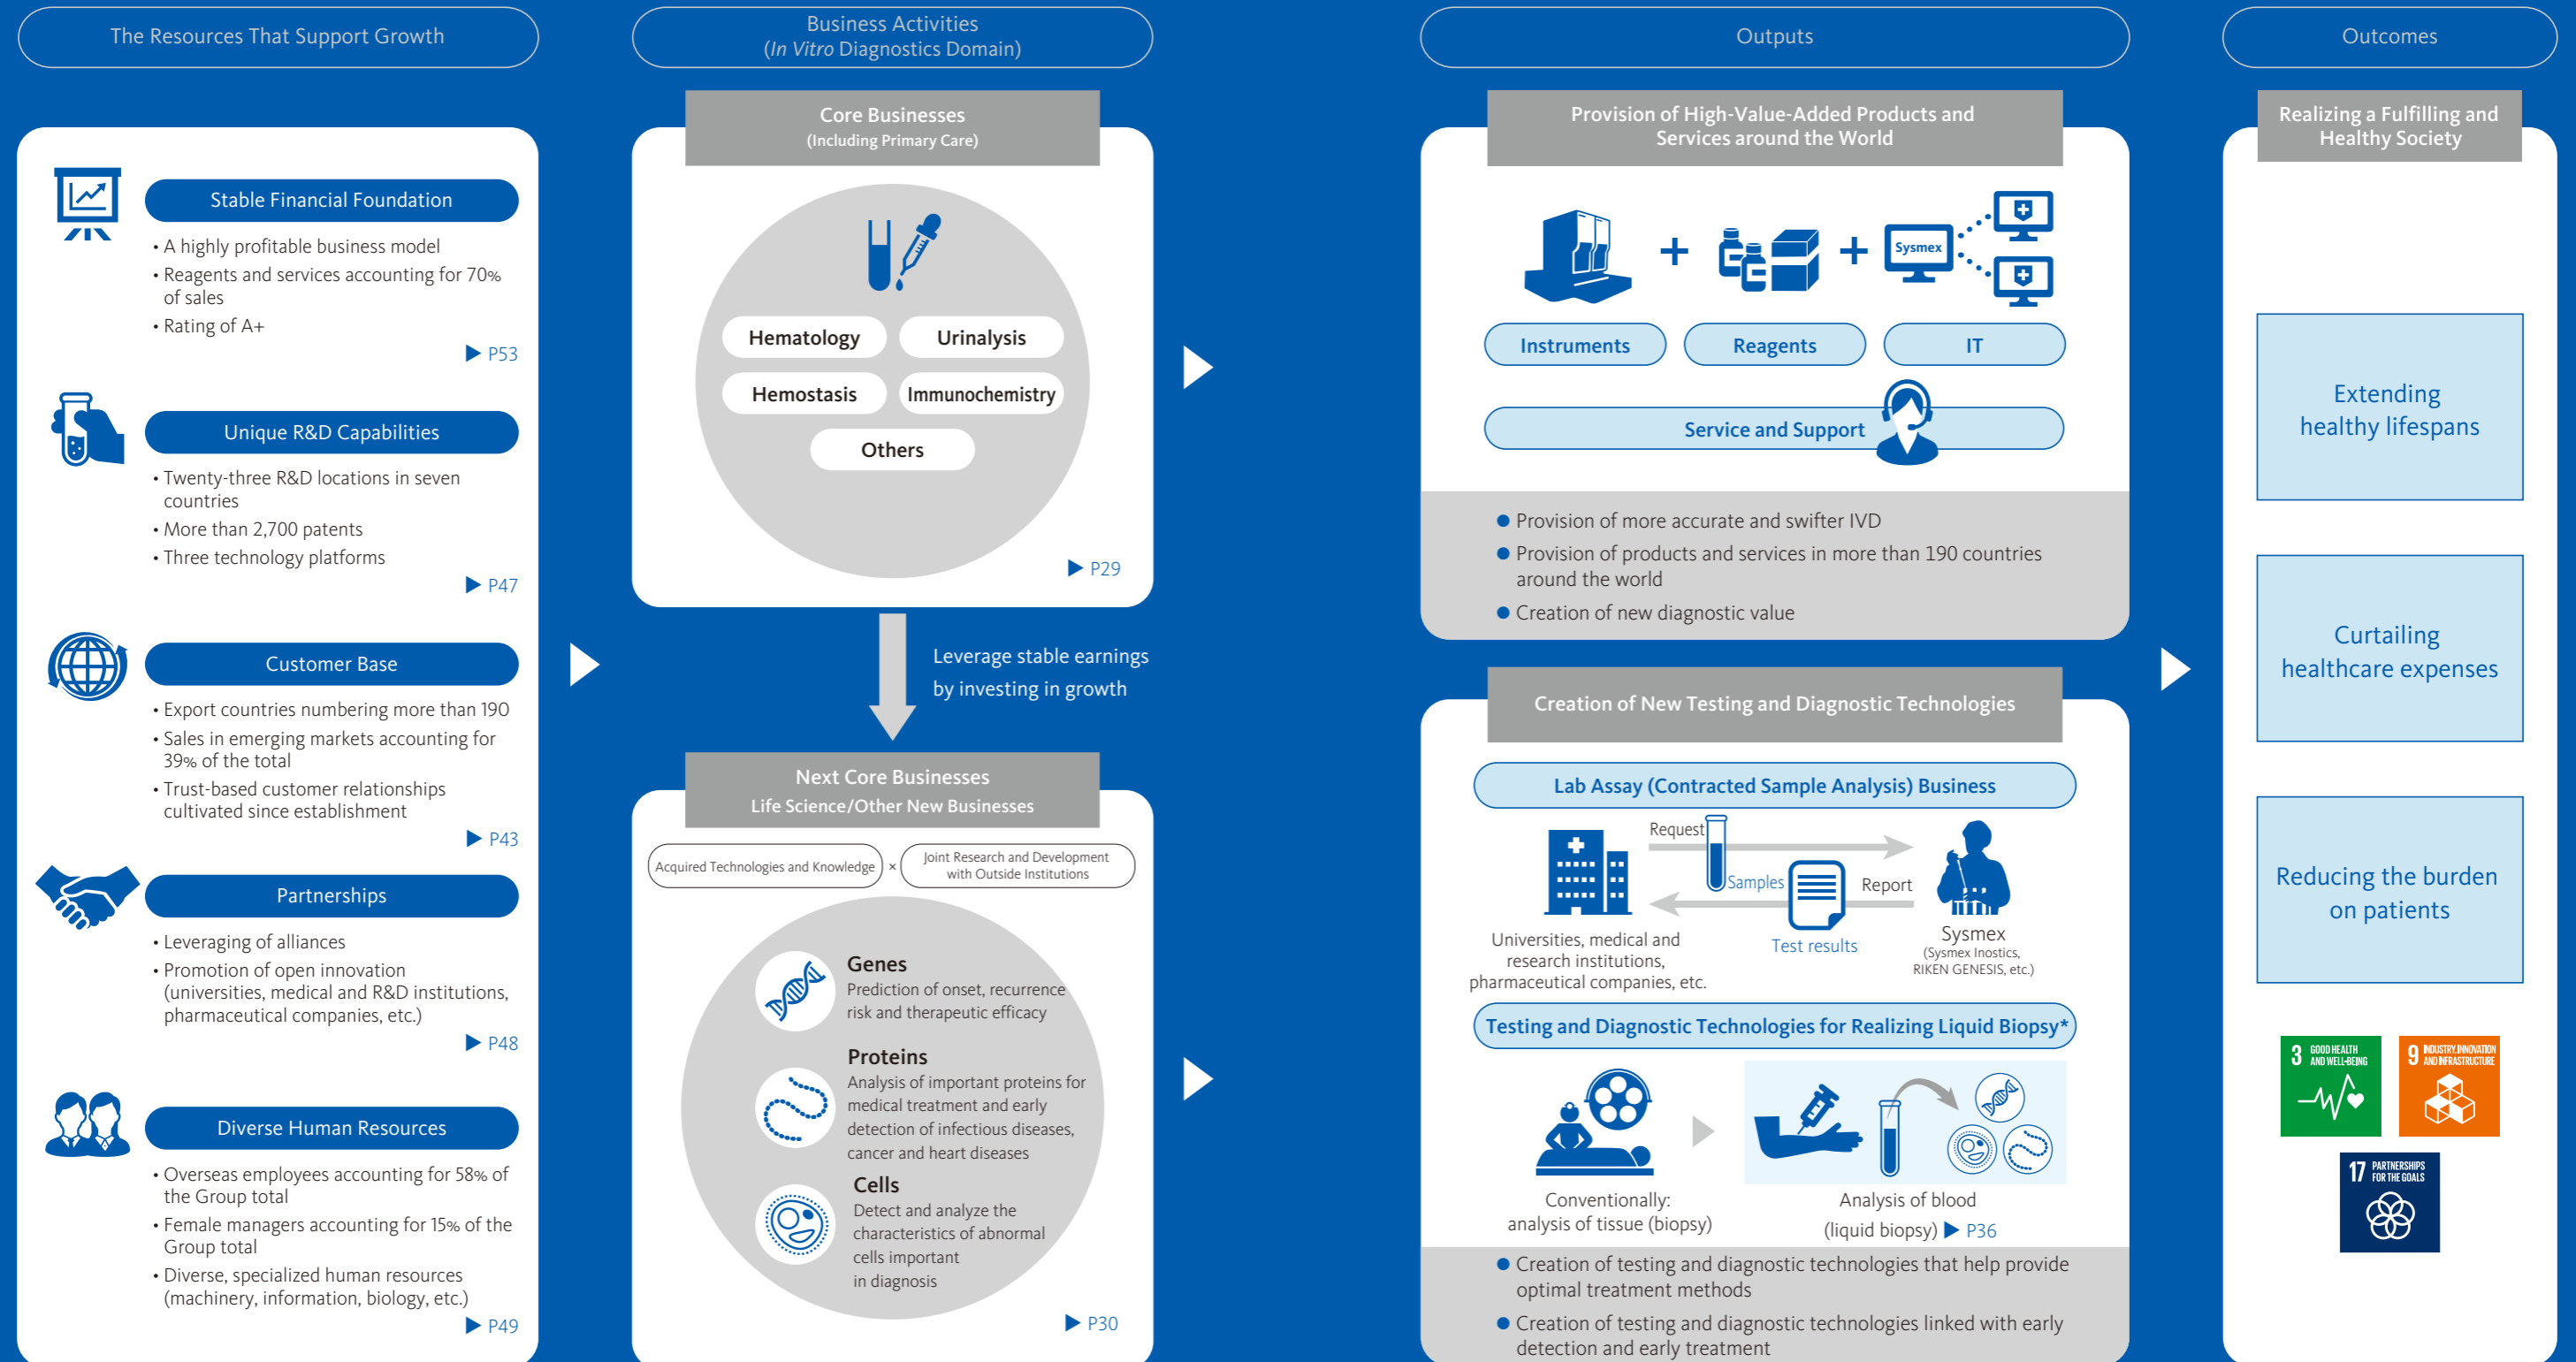 The Resources That Support Growth
Stable Financial Foundation
• A highly profitable business model
• Reagents and services accounting for 70%
of sales
• Rating of A+
▶ P53
Unique R&D Capabilities
• Twenty-three R&D locations in seven
countries
• More than 2,700 patents
• Three technology platforms
▶ P47
Customer Base
• Export countries numbering more than 190
• Sales in emerging markets accounting for
39% of the total
• Trust-based customer relationships
cultivated since establishment
▶ P43
Partnerships
• Leveraging of alliances
• Promotion of open innovation
(universities, medical and R&D institutions,
pharmaceutical companies, etc.)
▶ P48
Diverse Human Resources
• Overseas employees accounting for 58% of
the Group total
• Female managers accounting for 15% of the
Group total
• Diverse, specialized human resources
(machinery, information, biology, etc.)
▶ P49
Business Activities
(In Vitro Diagnostics Domain)
Core Businesses
(Including Primary Care)
Hematology
Urinalysis
Hemostasis
Immunochemistry
Others
▶ P29
Leverage stable earnings
by investing in growth
Next Core Businesses
Life Science/Other New Businesses
Acquired Technologies and Knowledge
×
Joint Research and Development
with Outside Institutions
Genes
Prediction of onset, recurrence
risk and therapeutic efficacy
Proteins
Analysis of important proteins for
medical treatment and early
detection of infectious diseases,
cancer and heart diseases
Cells
Detect and analyze the
characteristics of abnormal
cells important
in diagnosis
▶ P30
Outputs
Provision of High-Value-Added Products and
Services around the World
+
+
Sysmex
Instruments
Reagents
IT
Service and Support
● Provision of more accurate and swifter IVD
● Provision of products and services in more than 190 countries
around the world
● Creation of new diagnostic value
Creation of New Testing and Diagnostic Technologies
Lab Assay (Contracted Sample Analysis) Business
Request
Samples
Report
Test results
Universities, medical and
research institutions,
pharmaceutical companies, etc.
Sysmex
(Sysmex Inostics,
RIKEN GENESIS, etc.)
Testing and Diagnostic Technologies for Realizing Liquid Biopsy*
Conventionally:
analysis of tissue (biopsy)
Analysis of blood
(liquid biopsy) ▶ P36
● Creation of testing and diagnostic technologies that help provide
optimal treatment methods
● Creation of testing and diagnostic technologies linked with early
detection and early treatment
Outcomes
Realizing a Fulfilling and
Healthy Society
Extending
healthy lifespans
Curtailing
healthcare expenses
Reducing the burden
on patients
3 GOOD HEALTH
AND WELL-BEING
9 INDUSTRY, INNOVATION
AND INFRASTRUCTURE
17 PARTNERSHIPS
FOR THE GOALS